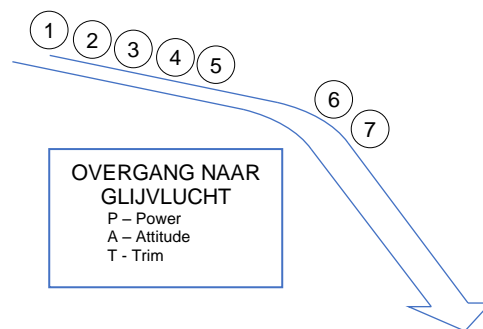 1 2 3 4 5
6
7
OVERGANG NAAR
GLIJVLUCHT
P – Power
A – Attitude
T - Trim